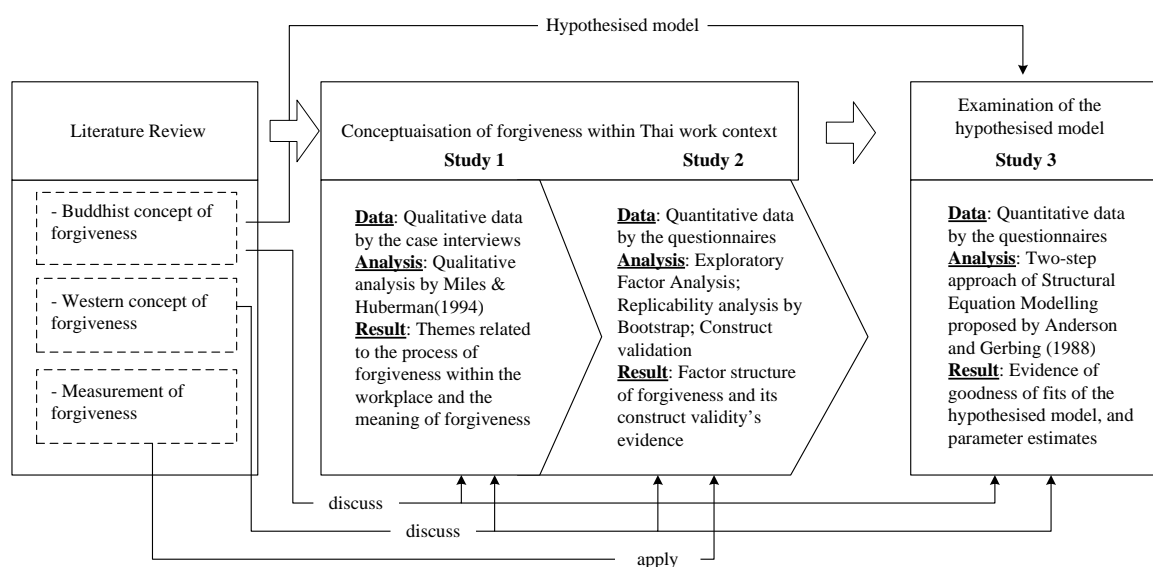 Hypothesised model
Literature Review
- Buddhist concept of
forgiveness
- Western concept of
forgiveness
- Measurement of
forgiveness
Conceptuaisation of forgiveness within Thai work context
Study 1
Study 2
Data: Qualitative data
by the case interviews
Analysis: Qualitative
analysis by Miles &
Huberman(1994)
Result: Themes related
to the process of
forgiveness within the
workplace and the
meaning of forgiveness
Data: Quantitative data
by the questionnaires
Analysis: Exploratory
Factor Analysis;
Replicability analysis by
Bootstrap; Construct
validation
Result: Factor structure
of forgiveness and its
construct validity’s
evidence
Examination of the
hypothesised model
Study 3
Data: Quantitative data
by the questionnaires
Analysis: Two-step
approach of Structural
Equation Modelling
proposed by Anderson
and Gerbing (1988)
Result: Evidence of
goodness of fits of the
hypothesised model, and
parameter estimates
discuss
discuss
apply